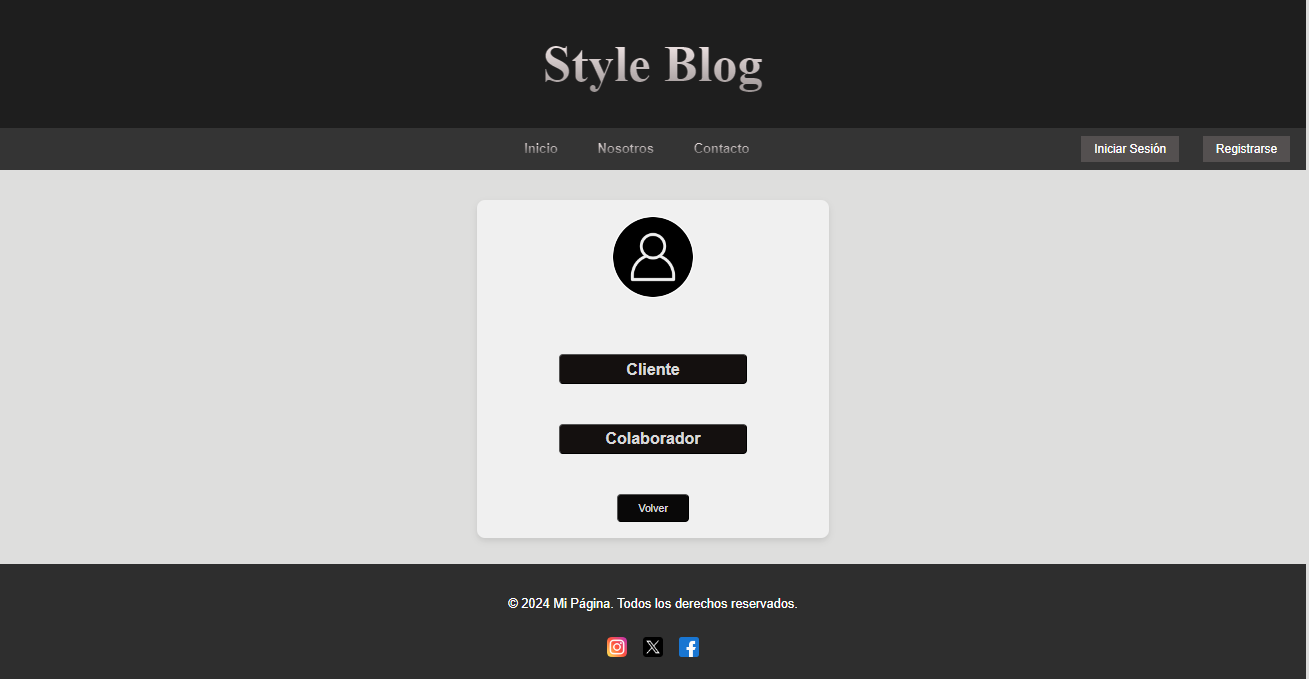 Style Blog
Inicio Nosotros Contacto Iniciar Sesión Registrarse
Cliente
Colaborador
Volver
© 2024 Mi Página. Todos los derechos reservados.